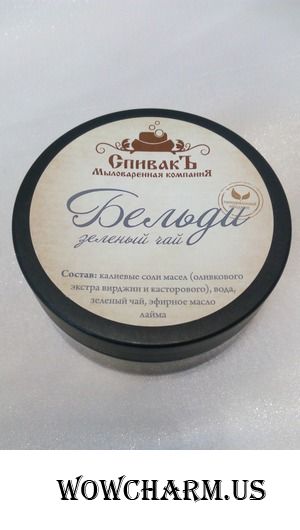 СпивакЪ
Мыловаренная компаниЯ
Бельди
зеленый чай
Состав: калиевые соли масел (оливкового
экстра вирджин и касторового), вода,
зеленый чай, эфирное масло
лайма
WOWCHARM.US